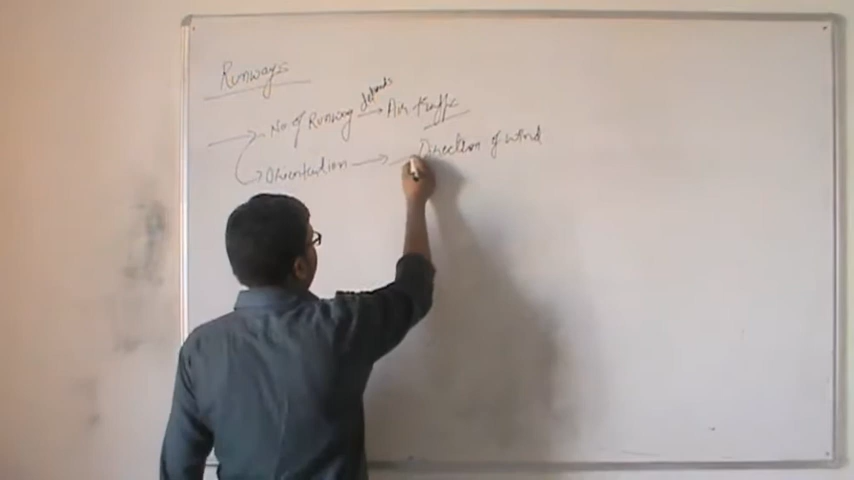 Runways
No of Runway depends → Air traffic
Orientation → Direction of wind